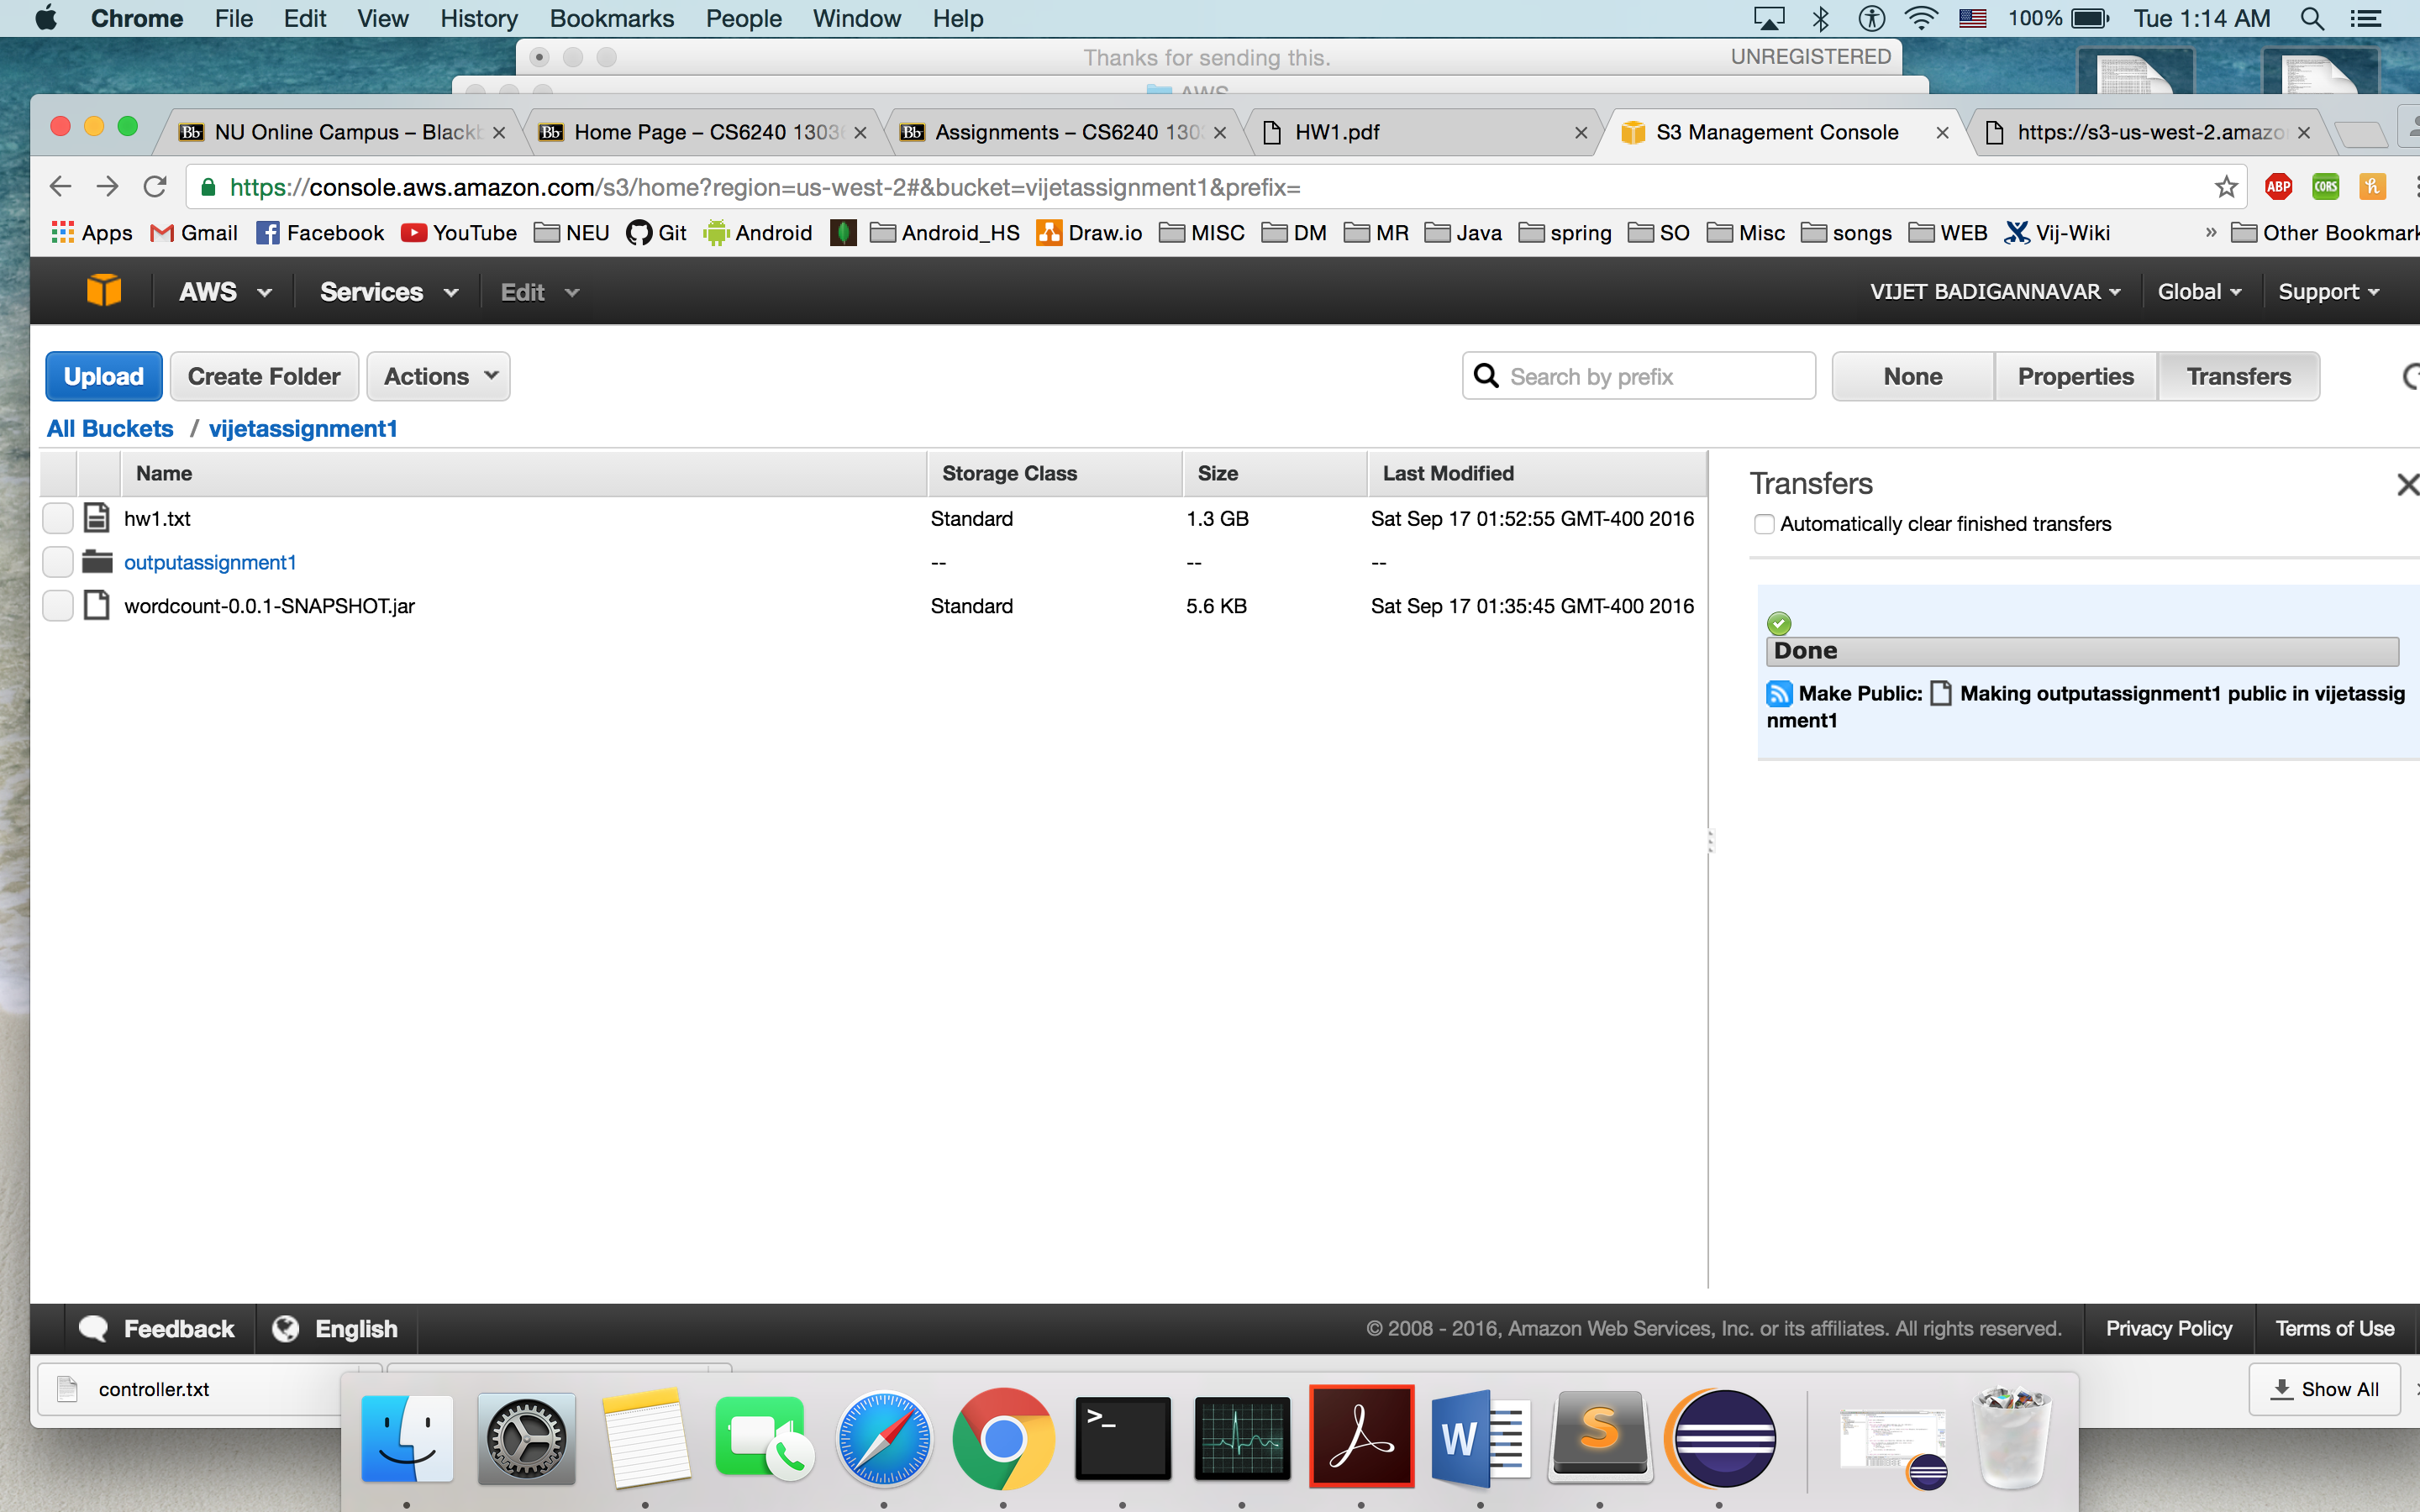 Chrome File Edit View History Bookmarks People Window Help 100% Tue 1:14 AM
Thanks for sending this. UNREGISTERED
AWS
NU Online Campus – Blackb Home Page – CS6240 1303 Assignments – CS6240 130 HW1.pdf S3 Management Console https://s3-us-west-2.amazo
https://console.aws.amazon.com/s3/home?region=us-west-2#&bucket=vijetassignment1&prefix= ABP CORS h
Apps Gmail Facebook YouTube NEU Git Android Android_HS Draw.io MISC DM MR Java spring SO Misc songs WEB Vij-Wiki » Other Bookmark
AWS Services Edit VIJET BADIGANNAVAR Global Support
Upload Create Folder Actions Search by prefix None Properties Transfers
All Buckets / vijetassignment1
Name Storage Class Size Last Modified
hw1.txt Standard 1.3 GB Sat Sep 17 01:52:55 GMT-400 2016
outputassignment1 -- -- --
wordcount-0.0.1-SNAPSHOT.jar Standard 5.6 KB Sat Sep 17 01:35:45 GMT-400 2016
Transfers
Automatically clear finished transfers
Done
Make Public: Making outputassignment1 public in vijetassig
nment1
Feedback English © 2008 - 2016, Amazon Web Services, Inc. or its affiliates. All rights reserved. Privacy Policy Terms of Use
controller.txt Show All